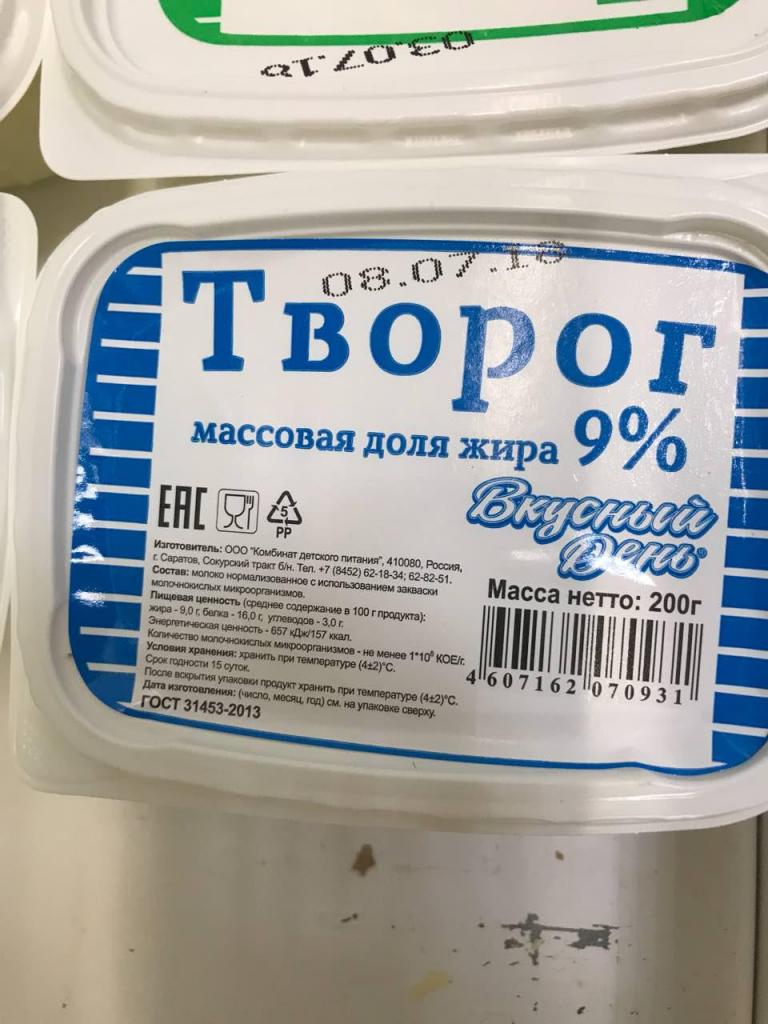 03.07.18
08.07.18
Творог
массовая доля жира 9%
ЕАС
5
PP
Вкусный
День®
Изготовитель: ООО "Комбинат детского питания", 410080, Россия,
г. Саратов, Сокурский тракт б/н. Тел. +7 (8452) 62-18-34; 62-82-51.
Состав: молоко нормализованное с использованием закваски
молочнокислых микроорганизмов.
Пищевая ценность (среднее содержание в 100 г продукта):
жира - 9,0 г, белка - 16,0 г, углеводов - 3,0 г.
Энергетическая ценность - 657 кДж/157 ккал.
Количество молочнокислых микроорганизмов - не менее 1*10⁶ КОЕ/г.
Условия хранения: хранить при температуре (4±2)°С.
Срок годности 15 суток.
После вскрытия упаковки продукт хранить при температуре (4±2)°С.
Дата изготовления: (число, месяц, год) см. на упаковке сверху.
ГОСТ 31453-2013
Масса нетто: 200г
4 607162 070931